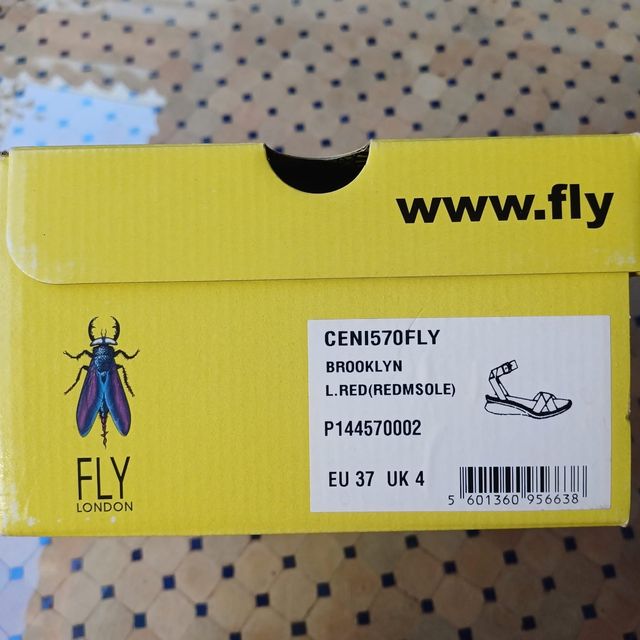 www.fly
FLY
LONDON
CENI570FLY
BROOKLYN
L.RED(REDMSOLE)
P144570002
EU 37 UK 4
5 601360 956638